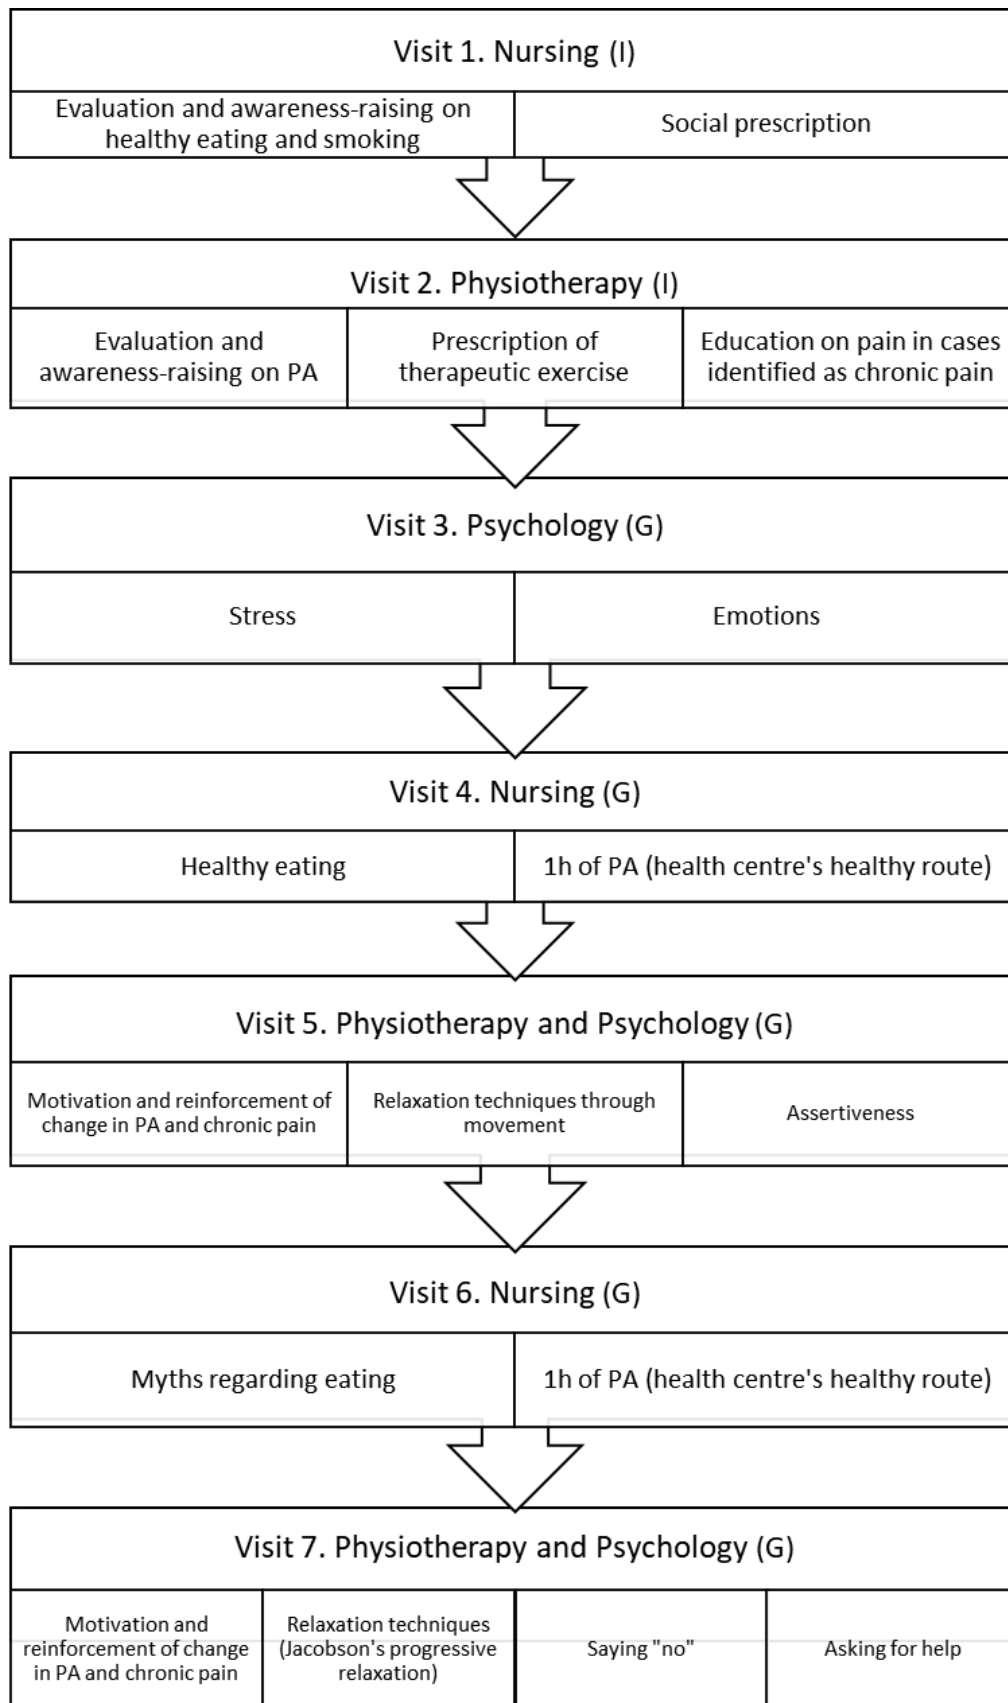 Visit 1. Nursing (I)
Evaluation and awareness-raising on
healthy eating and smoking
Social prescription
Visit 2. Physiotherapy (I)
Evaluation and
awareness-raising on PA
Prescription of
therapeutic exercise
Education on pain in cases
identified as chronic pain
Visit 3. Psychology (G)
Stress
Emotions
Visit 4. Nursing (G)
Healthy eating
1h of PA (health centre's healthy route)
Visit 5. Physiotherapy and Psychology (G)
Motivation and reinforcement of
change in PA and chronic pain
Relaxation techniques through
movement
Assertiveness
Visit 6. Nursing (G)
Myths regarding eating
1h of PA (health centre's healthy route)
Visit 7. Physiotherapy and Psychology (G)
Motivation and
reinforcement of change
in PA and chronic pain
Relaxation techniques
(Jacobson's progressive
relaxation)
Saying "no"
Asking for help